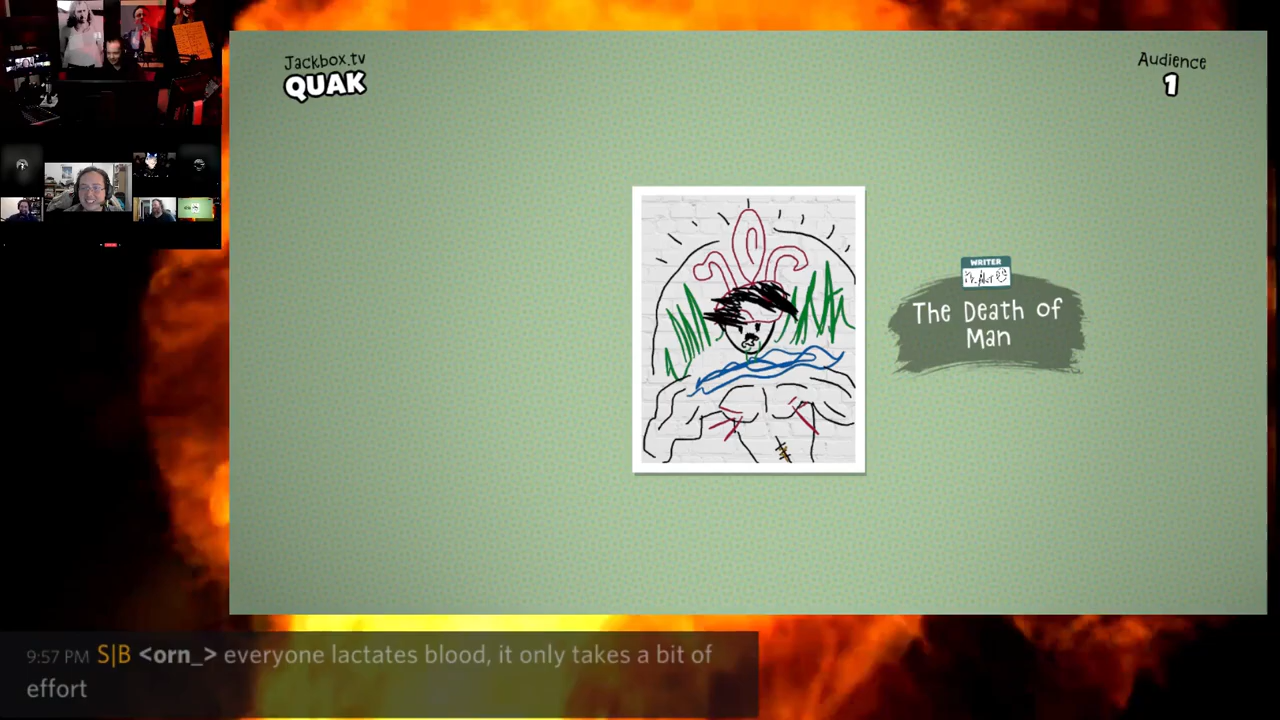 Jackbox.tv
QUAK
Audience
1
WRITER
The Death of
Man
9:57 PM S|B <orn_> everyone lactates blood, it only takes a bit of
effort